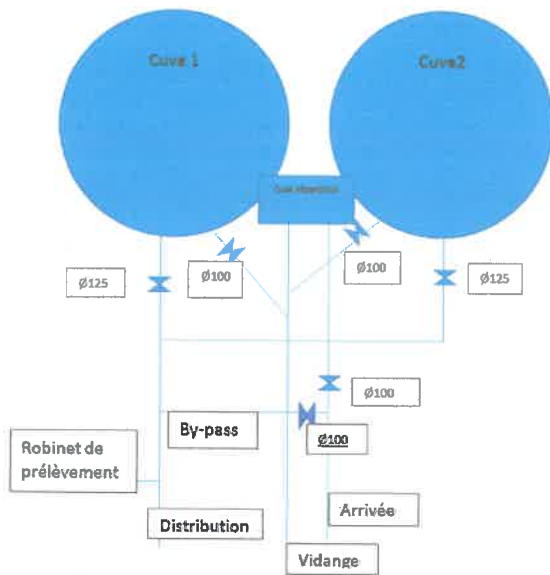 Cuve 1
Cuve2
Ø125
Ø100
Ø100
Ø125
Ø100
By-pass
Ø100
Robinet de
prélèvement
Distribution
Arrivée
Vidange